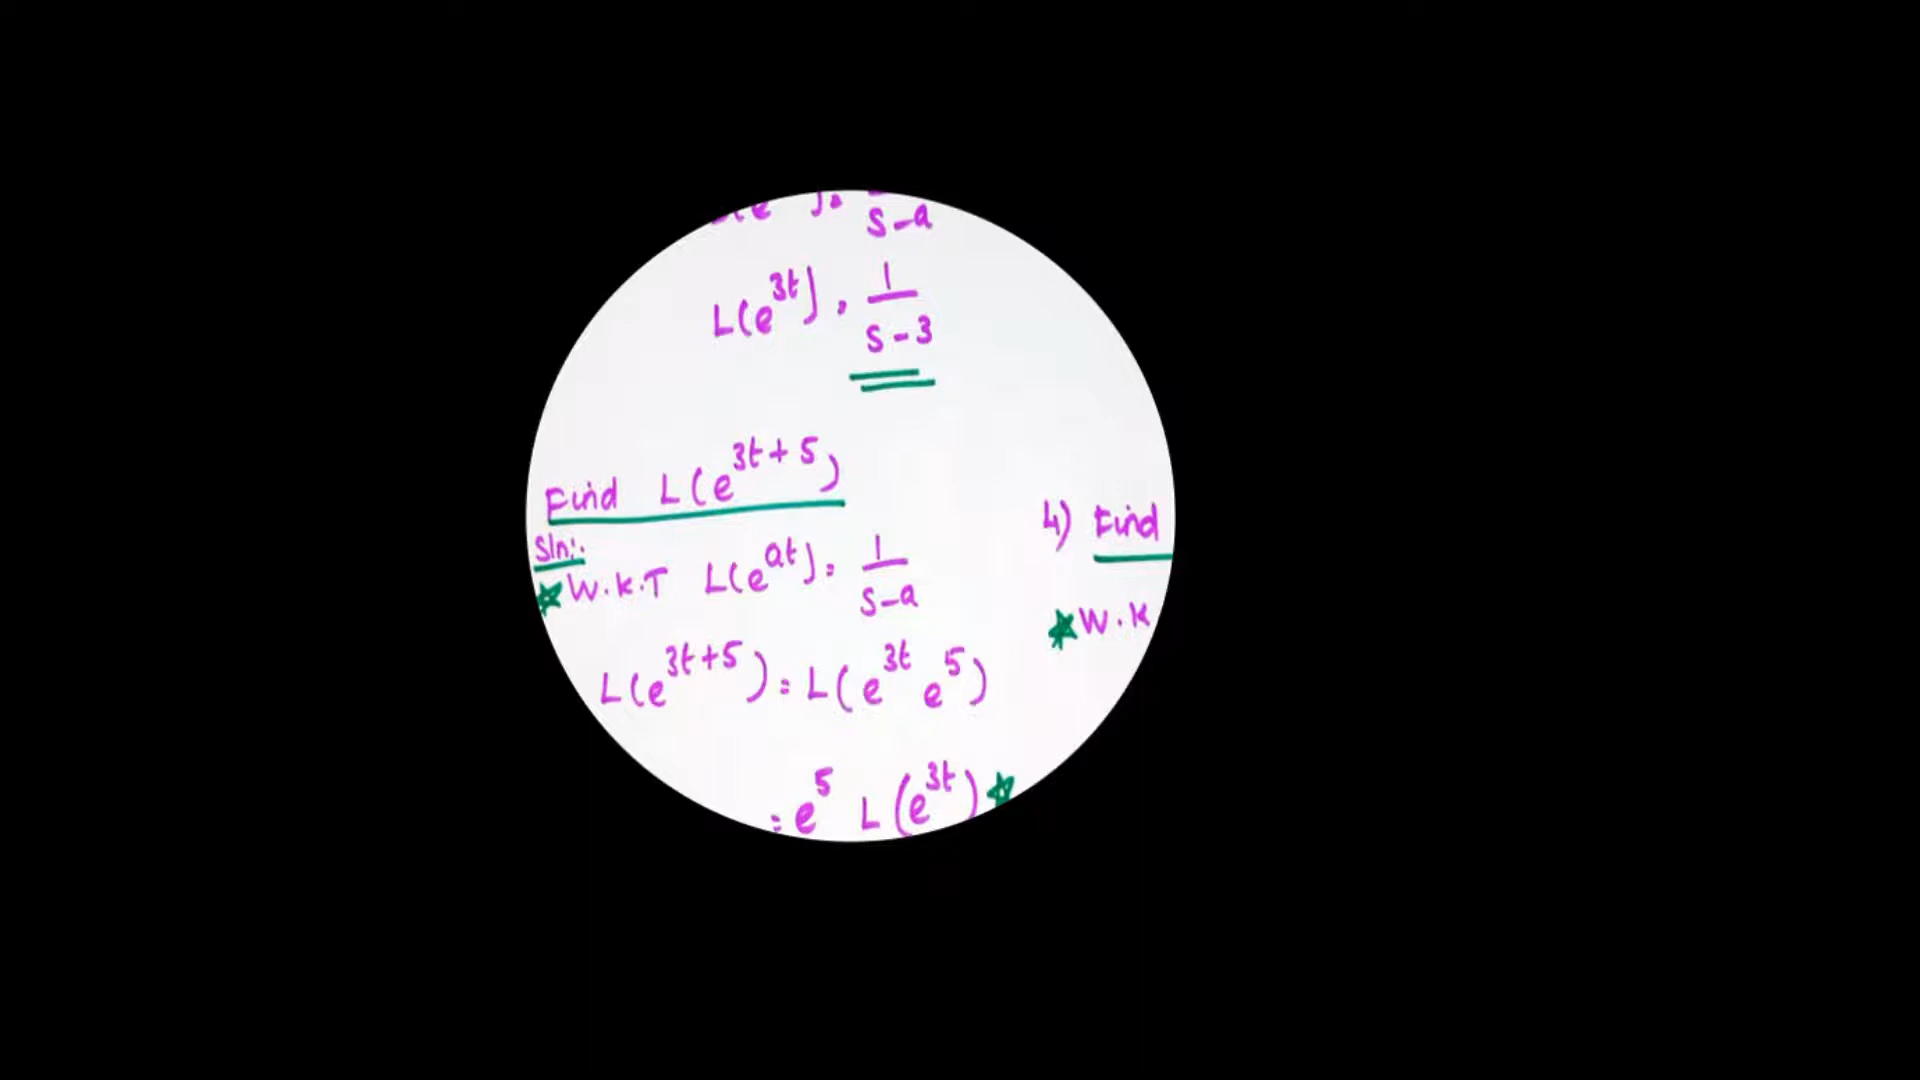 s-a
L(e^{3t}) = 1/(s-3)
Find L(e^{3t+5})
Sln:.
W.K.T L(e^{at}) = 1/(s-a)
L(e^{3t+5}) = L(e^{3t} e^5)
= e^5 L(e^{3t})
4) Find
W.K